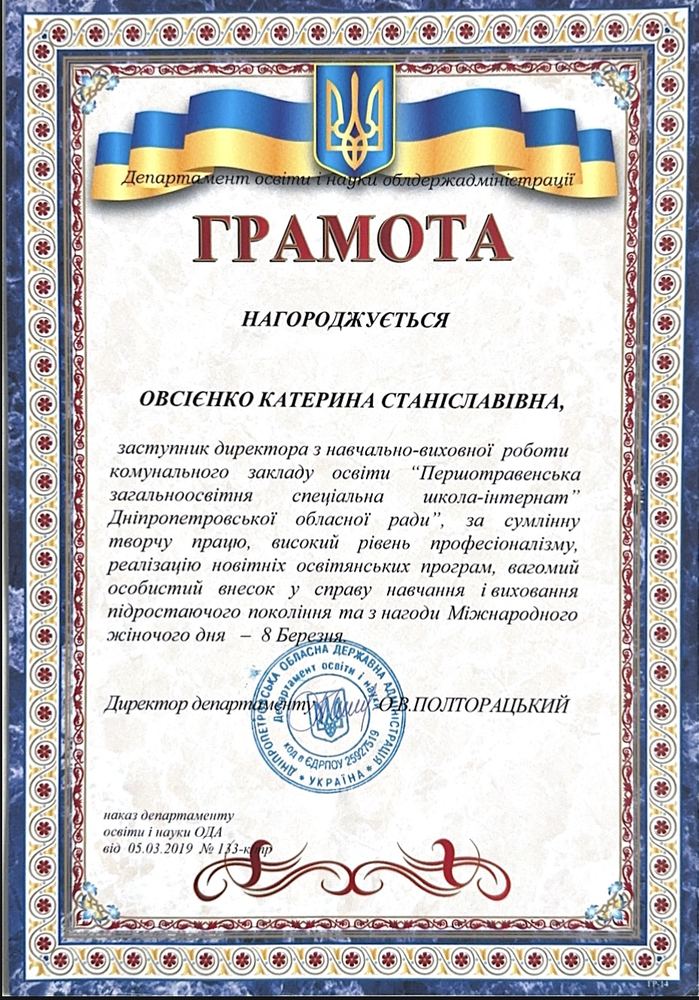 Департамент освіти і науки облдержадміністрації
ГРАМОТА
НАГОРОДЖУЄТЬСЯ
ОВСІЄНКО КАТЕРИНА СТАНІСЛАВІВНА,
заступник директора з навчально-виховної роботи
комунального закладу освіти “Першотравенська
загальноосвітня спеціальна школа-інтернат”
Дніпропетровської обласної ради”, за сумлінну
творчу працю, високий рівень професіоналізму,
реалізацію новітніх освітянських програм, вагомий
особистий внесок у справу навчання і виховання
підростаючого покоління та з нагоди Міжнародного
жіночого дня – 8 Березня.
Директор департаменту О.В.ПОЛТОРАЦЬКИЙ
ДНІПРОПЕТРОВСЬКА ОБЛАСНА ДЕРЖАВНА АДМІНІСТРАЦІЯ
* УКРАЇНА *
Департамент освіти і науки
код в ЄДРПОУ 25927519
наказ департаменту
освіти і науки ОДА
від 05.03.2019 № 133-к/тр
ГР-14